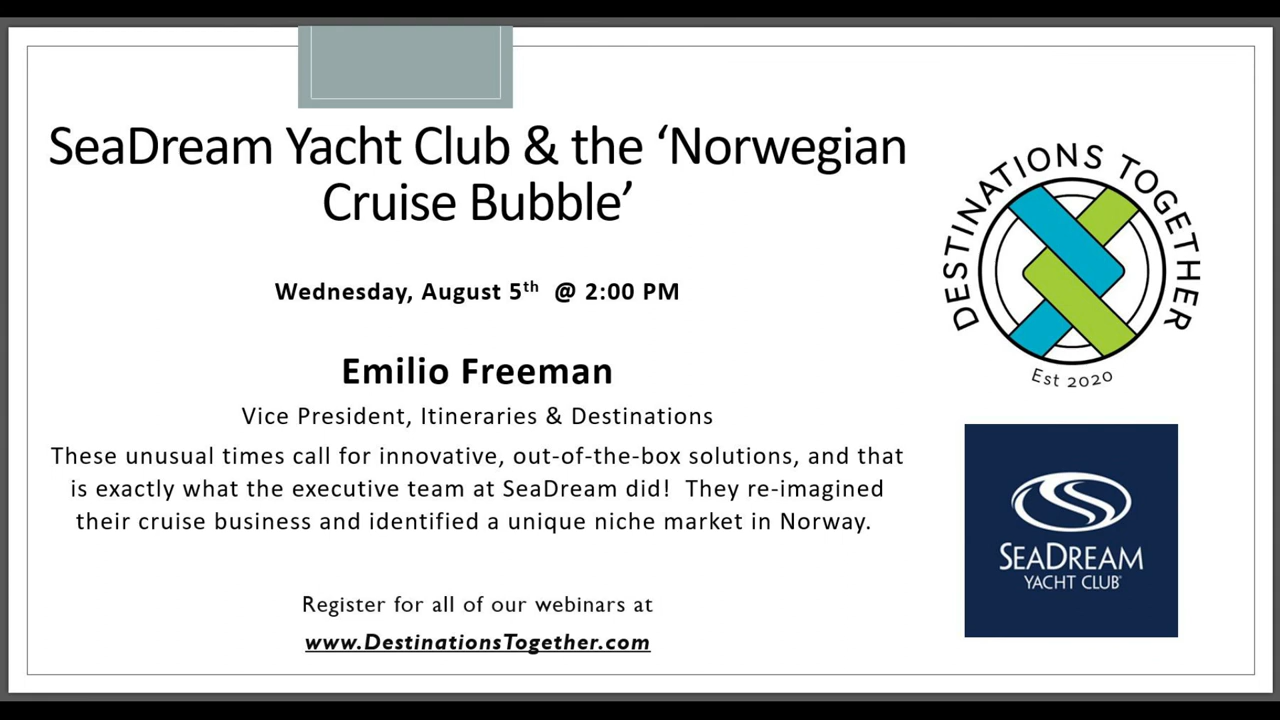 SeaDream Yacht Club & the ‘Norwegian
Cruise Bubble’
Wednesday, August 5th @ 2:00 PM
Emilio Freeman
Vice President, Itineraries & Destinations
These unusual times call for innovative, out-of-the-box solutions, and that
is exactly what the executive team at SeaDream did! They re-imagined
their cruise business and identified a unique niche market in Norway.
Register for all of our webinars at
www.DestinationsTogether.com
DESTINATIONS TOGETHER
Est 2020
SEADREAM
YACHT CLUB®